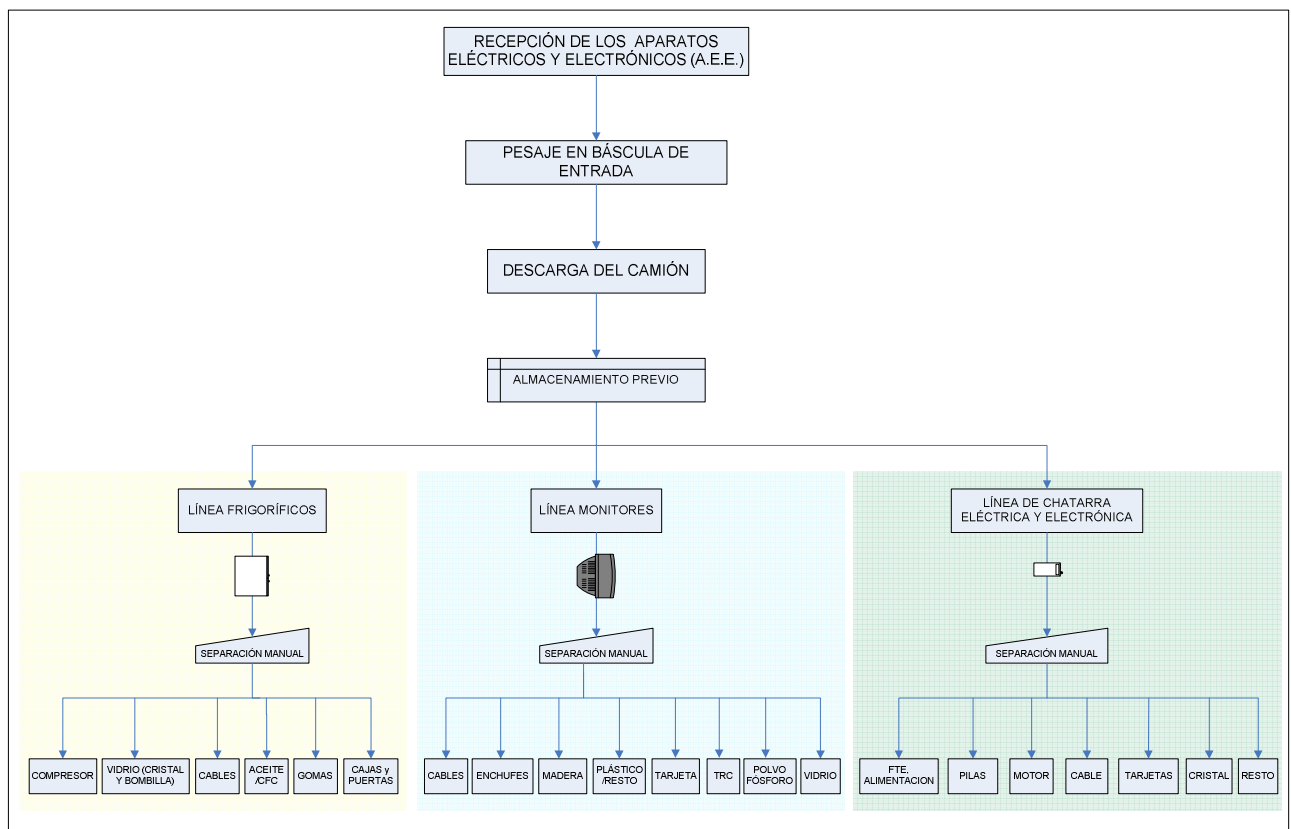 RECEPCIÓN DE LOS APARATOS
ELÉCTRICOS Y ELECTRÓNICOS (A.E.E.)
PESAJE EN BÁSCULA DE
ENTRADA
DESCARGA DEL CAMIÓN
ALMACENAMIENTO PREVIO
LÍNEA FRIGORÍFICOS
LÍNEA MONITORES
LÍNEA DE CHATARRA
ELÉCTRICA Y ELECTRÓNICA
SEPARACIÓN MANUAL
SEPARACIÓN MANUAL
SEPARACIÓN MANUAL
COMPRESOR
VIDRIO (CRISTAL
Y BOMBILLA)
CABLES
ACEITE
/CFC
GOMAS
CAJAS y
PUERTAS
CABLES
ENCHUFES
MADERA
PLÁSTICO
/RESTO
TARJETA
TRC
POLVO
FÓSFORO
VIDRIO
FTE.
ALIMENTACION
PILAS
MOTOR
CABLE
TARJETAS
CRISTAL
RESTO